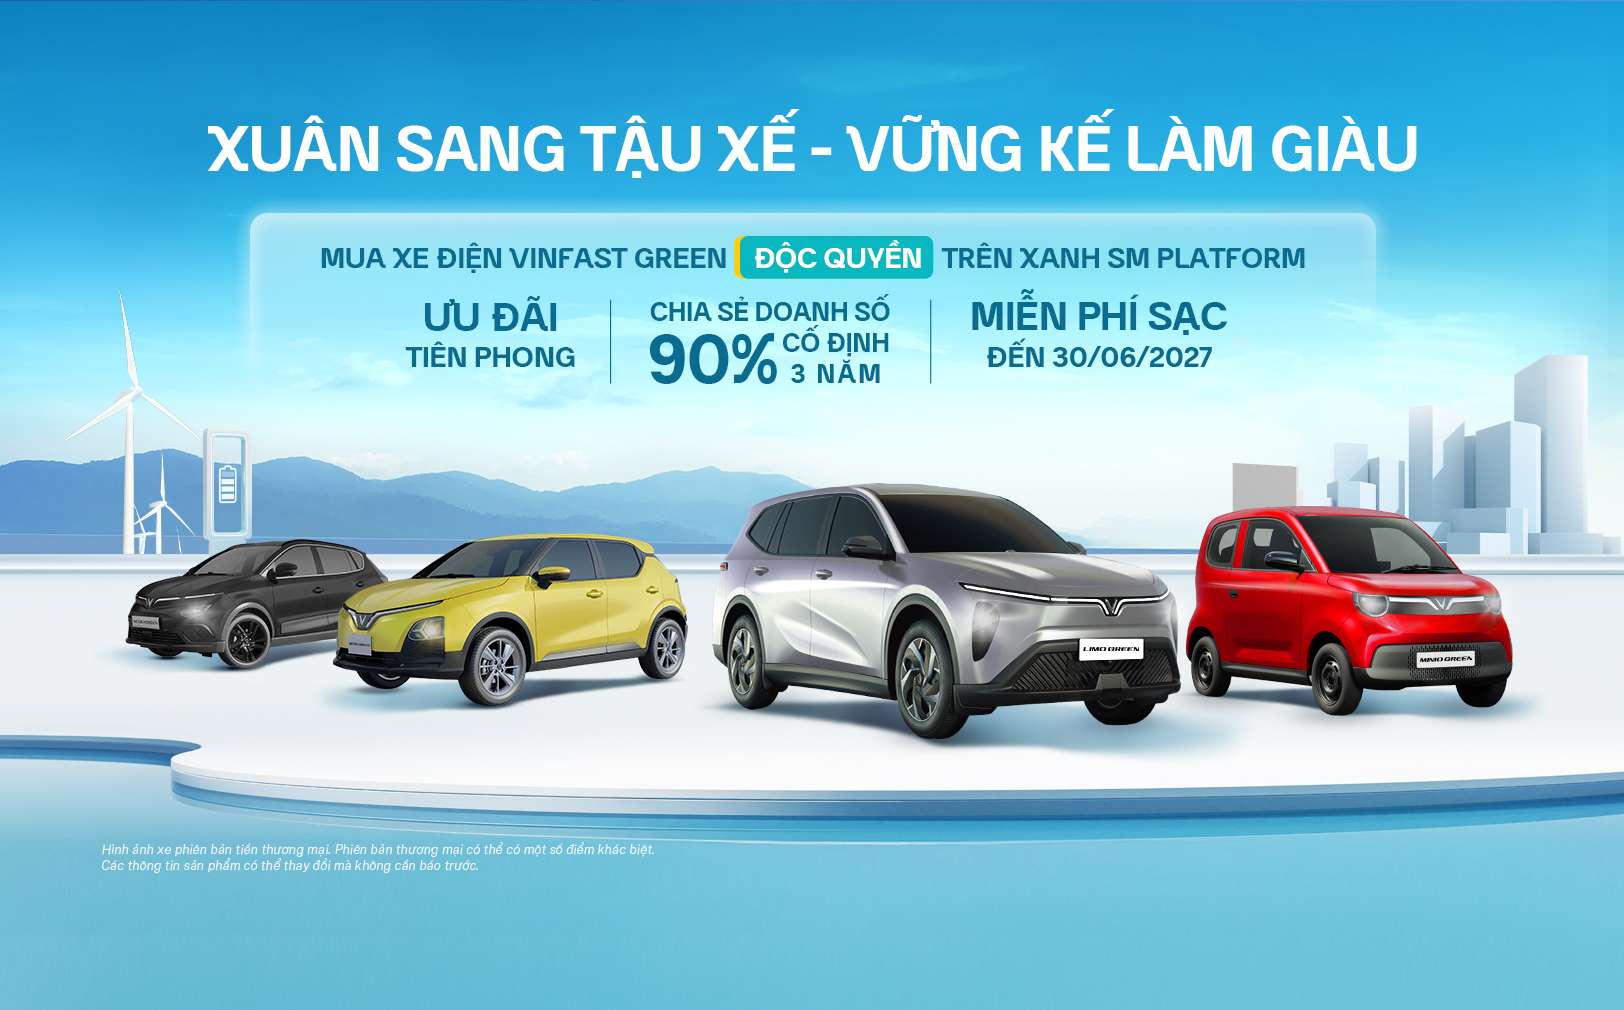 XUÂN SANG TẬU XẾ - VỮNG KẾ LÀM GIÀU
MUA XE ĐIỆN VINFAST GREEN ĐỘC QUYỀN TRÊN XANH SM PLATFORM
ƯU ĐÃI
TIÊN PHONG
CHIA SẺ DOANH SỐ
90% CỐ ĐỊNH
3 NĂM
MIỄN PHÍ SẠC
ĐẾN 30/06/2027
LIMO GREEN
MINIO GREEN
Hình ảnh xe phiên bản tiền thương mại. Phiên bản thương mại có thể có một số điểm khác biệt.
Các thông tin sản phẩm có thể thay đổi mà không cần báo trước.